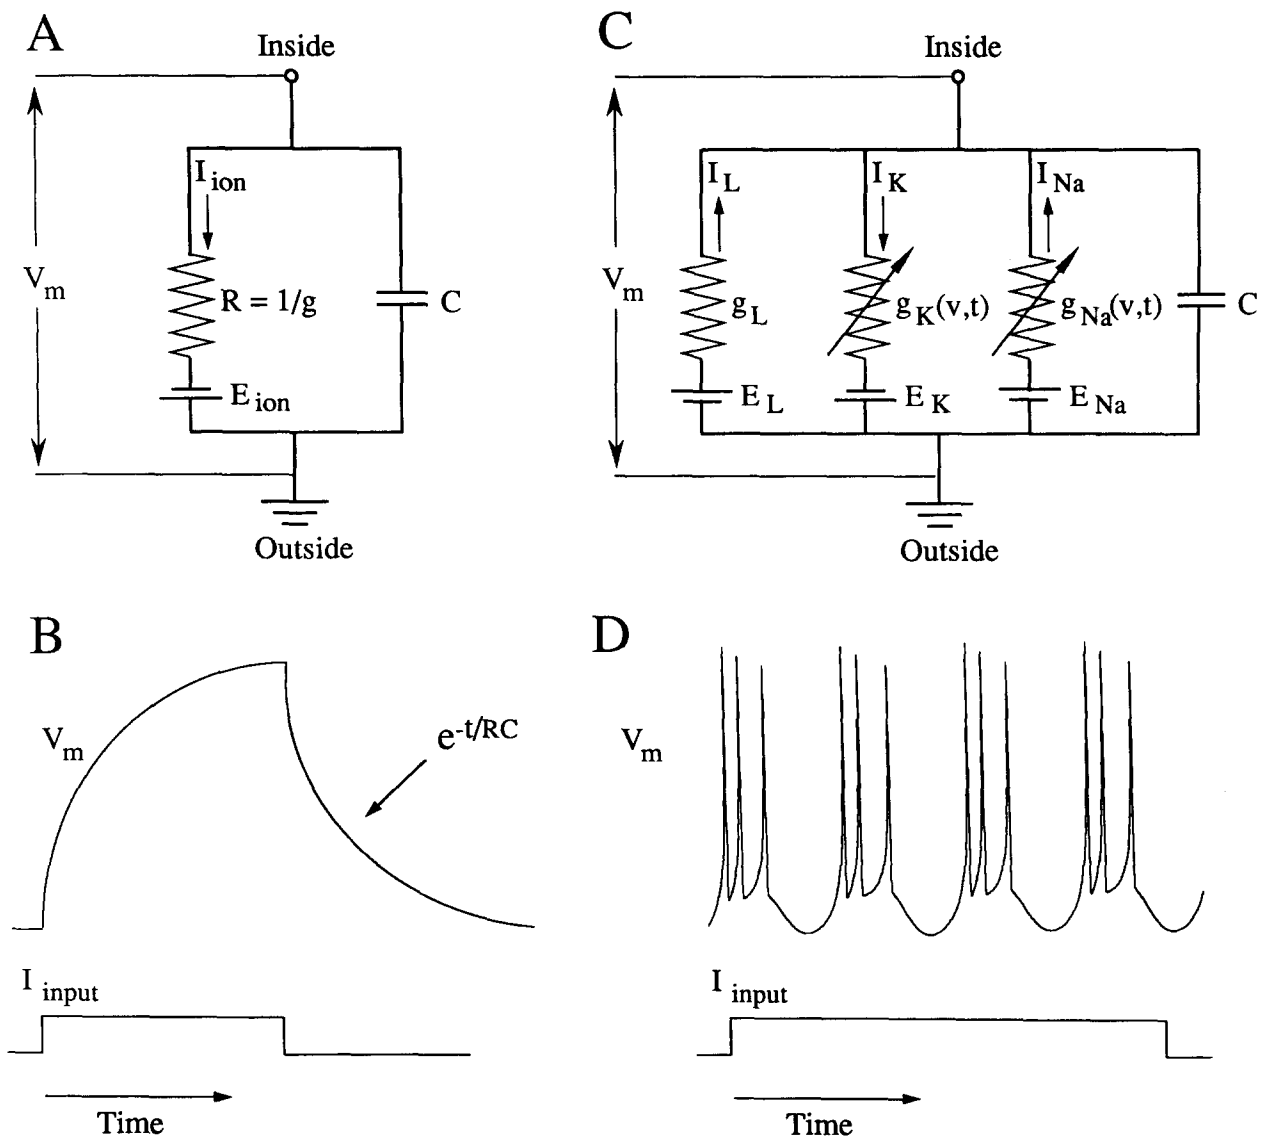 A
Inside
V m
I ion
R = 1/g
C
E ion
Outside
C
Inside
V m
I L
I K
I Na
g L
g K (v,t)
g Na (v,t)
C
E L
E K
E Na
Outside
B
V m
e -t/RC
I input
Time
D
V m
I input
Time